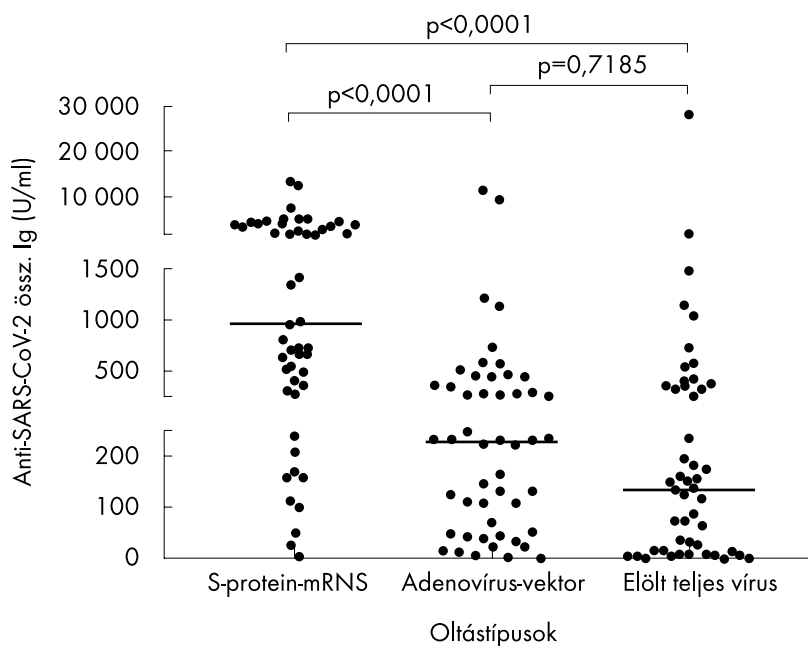 p<0,0001
p=0,7185
p<0,0001
Anti-SARS-CoV-2 össz. Ig (U/ml)
30 000
20 000
10 000
1500
1000
500
200
100
0
S-protein-mRNS
Adenovírus-vektor
Elölt teljes vírus
Oltástípusok